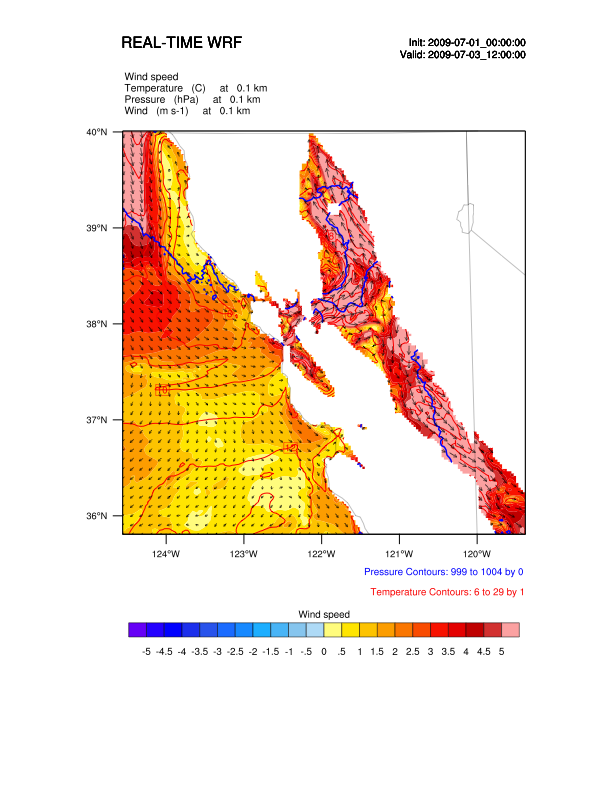 REAL-TIME WRF
Init: 2009-07-01_00:00:00
Valid: 2009-07-03_12:00:00
Wind speed
Temperature (C) at 0.1 km
Pressure (hPa) at 0.1 km
Wind (m s-1) at 0.1 km
40°N
39°N
38°N
37°N
36°N
124°W 123°W 122°W 121°W 120°W
Pressure Contours: 999 to 1004 by 0
Temperature Contours: 6 to 29 by 1
Wind speed
-5 -4.5 -4 -3.5 -3 -2.5 -2 -1.5 -1 -.5 0 .5 1 1.5 2 2.5 3 3.5 4 4.5 5